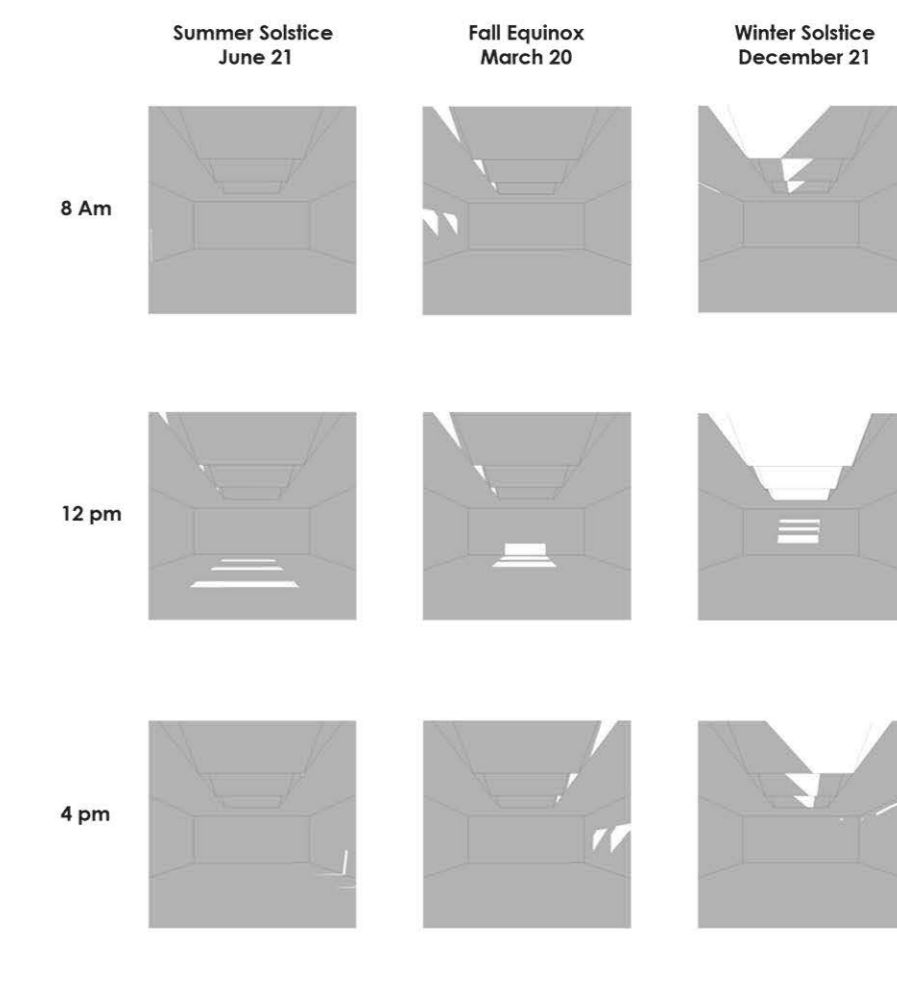 Summer Solstice
June 21
Fall Equinox
March 20
Winter Solstice
December 21
8 Am
12 pm
4 pm